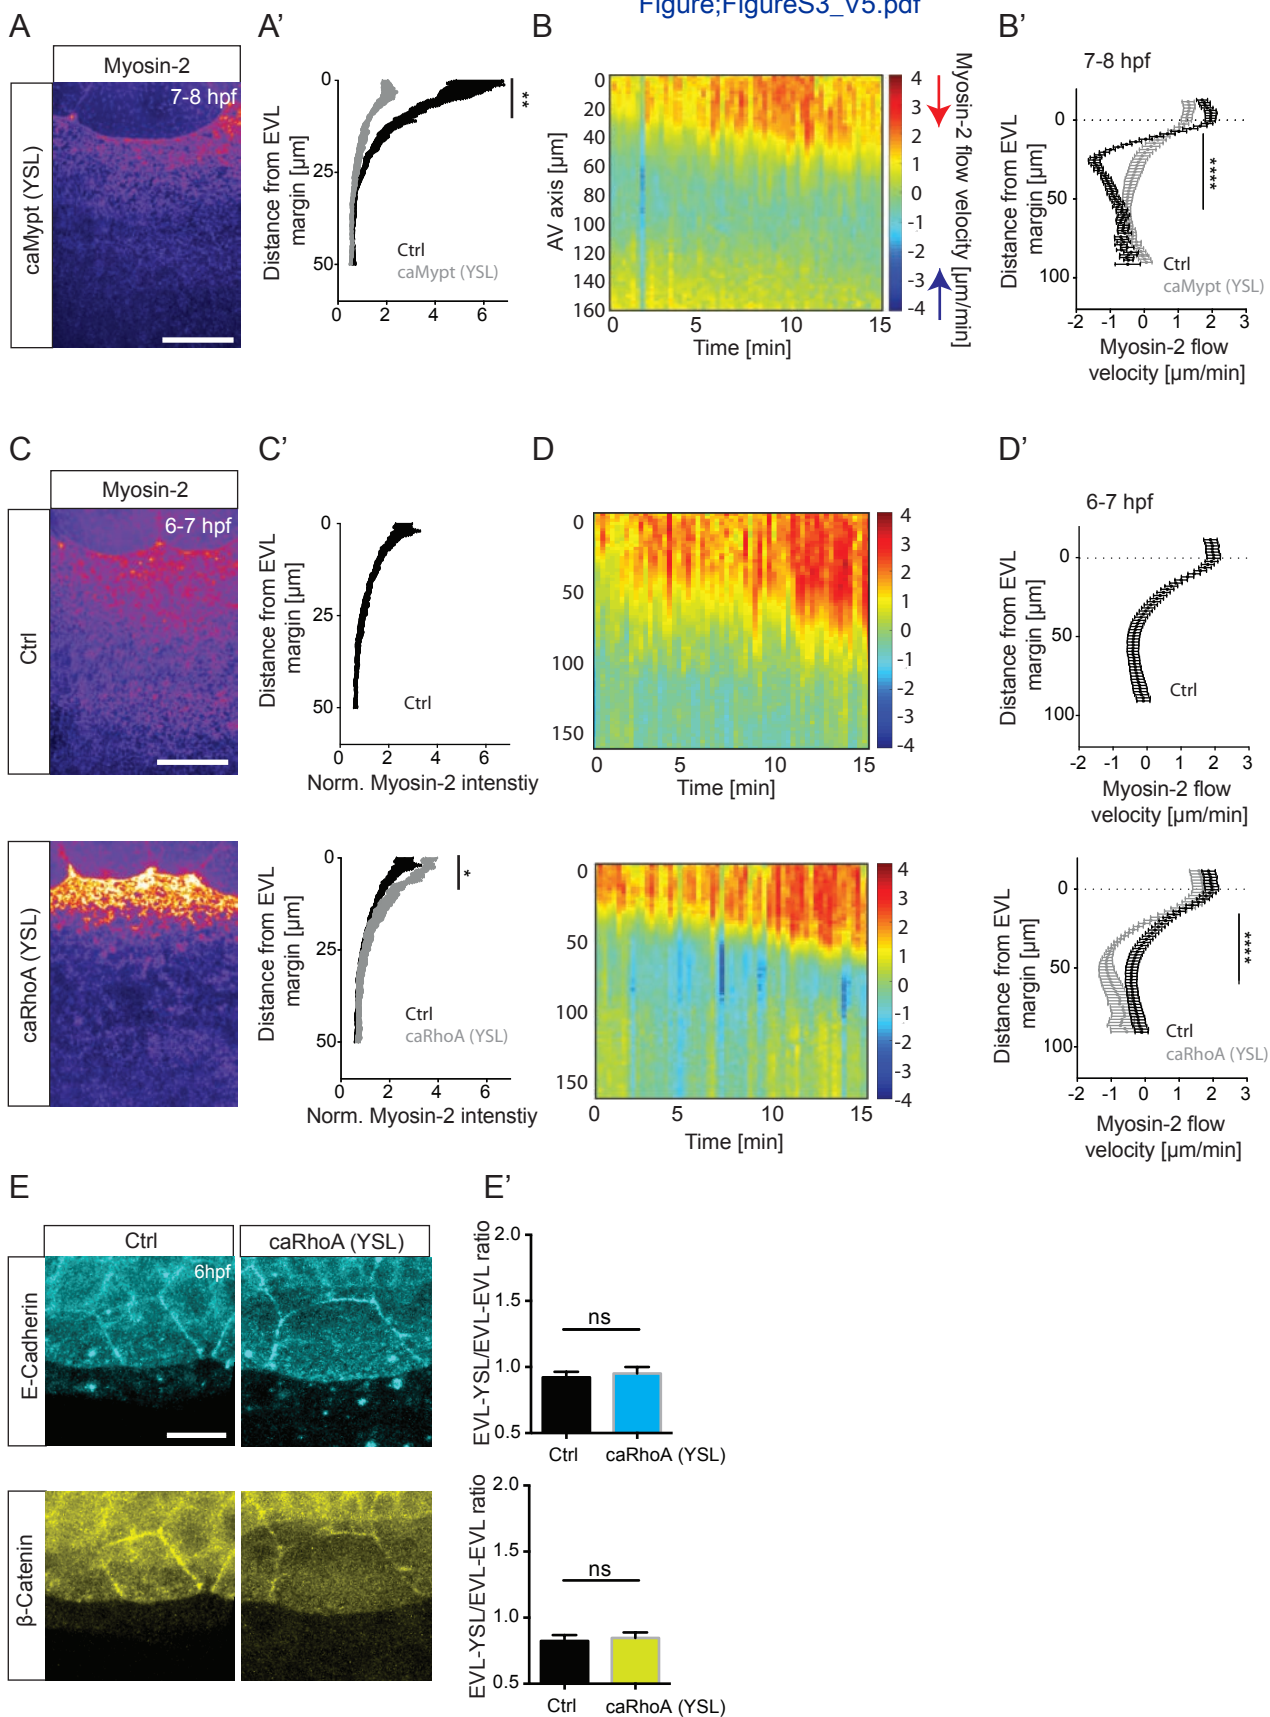 Figure;FigureS3_V5.pdf
A
Myosin-2
7-8 hpf
caMypt (YSL)
A'
0
25
50
Distance from EVL
margin [µm]
**
Ctrl
caMypt (YSL)
0 2 4 6
B
0
20
40
60
80
100
120
140
160
AV axis [µm]
0 5 10 15
Time [min]
4
3
2
1
0
1
2
-3
-4
Myosin-2 flow velocity [µm/min]
B'
7-8 hpf
0
50
100
Distance from EVL
margin [µm]
****
Ctrl
caMypt (YSL)
-2 -1 0 1 2 3
Myosin-2 flow
velocity [µm/min]
C
Myosin-2
6-7 hpf
Ctrl
C'
0
25
50
Distance from EVL
margin [µm]
Ctrl
0 2 4 6
Norm. Myosin-2 intenstiy
D
0
50
100
150
0 5 10 15
Time [min]
4
3
2
1
0
-1
-2
-3
-4
D'
6-7 hpf
0
50
100
Distance from EVL
margin [µm]
Ctrl
-2 -1 0 1 2 3
Myosin-2 flow
velocity [µm/min]
caRhoA (YSL)
0
25
50
Distance from EVL
margin [µm]
*
Ctrl
caRhoA (YSL)
0 2 4 6
Norm. Myosin-2 intenstiy
0
50
100
150
0 5 10 15
Time [min]
4
3
2
1
0
-1
-2
-3
-4
0
50
100
Distance from EVL
margin [µm]
****
Ctrl
caRhoA (YSL)
-2 -1 0 1 2 3
Myosin-2 flow
velocity [µm/min]
E
Ctrl
caRhoA (YSL)
6hpf
E-Cadherin
β-Catenin
E'
2.0
1.5
1.0
0.5
EVL-YSL/EVL-EVL ratio
ns
Ctrl caRhoA (YSL)
2.0
1.5
1.0
0.5
EVL-YSL/EVL-EVL ratio
ns
Ctrl caRhoA (YSL)